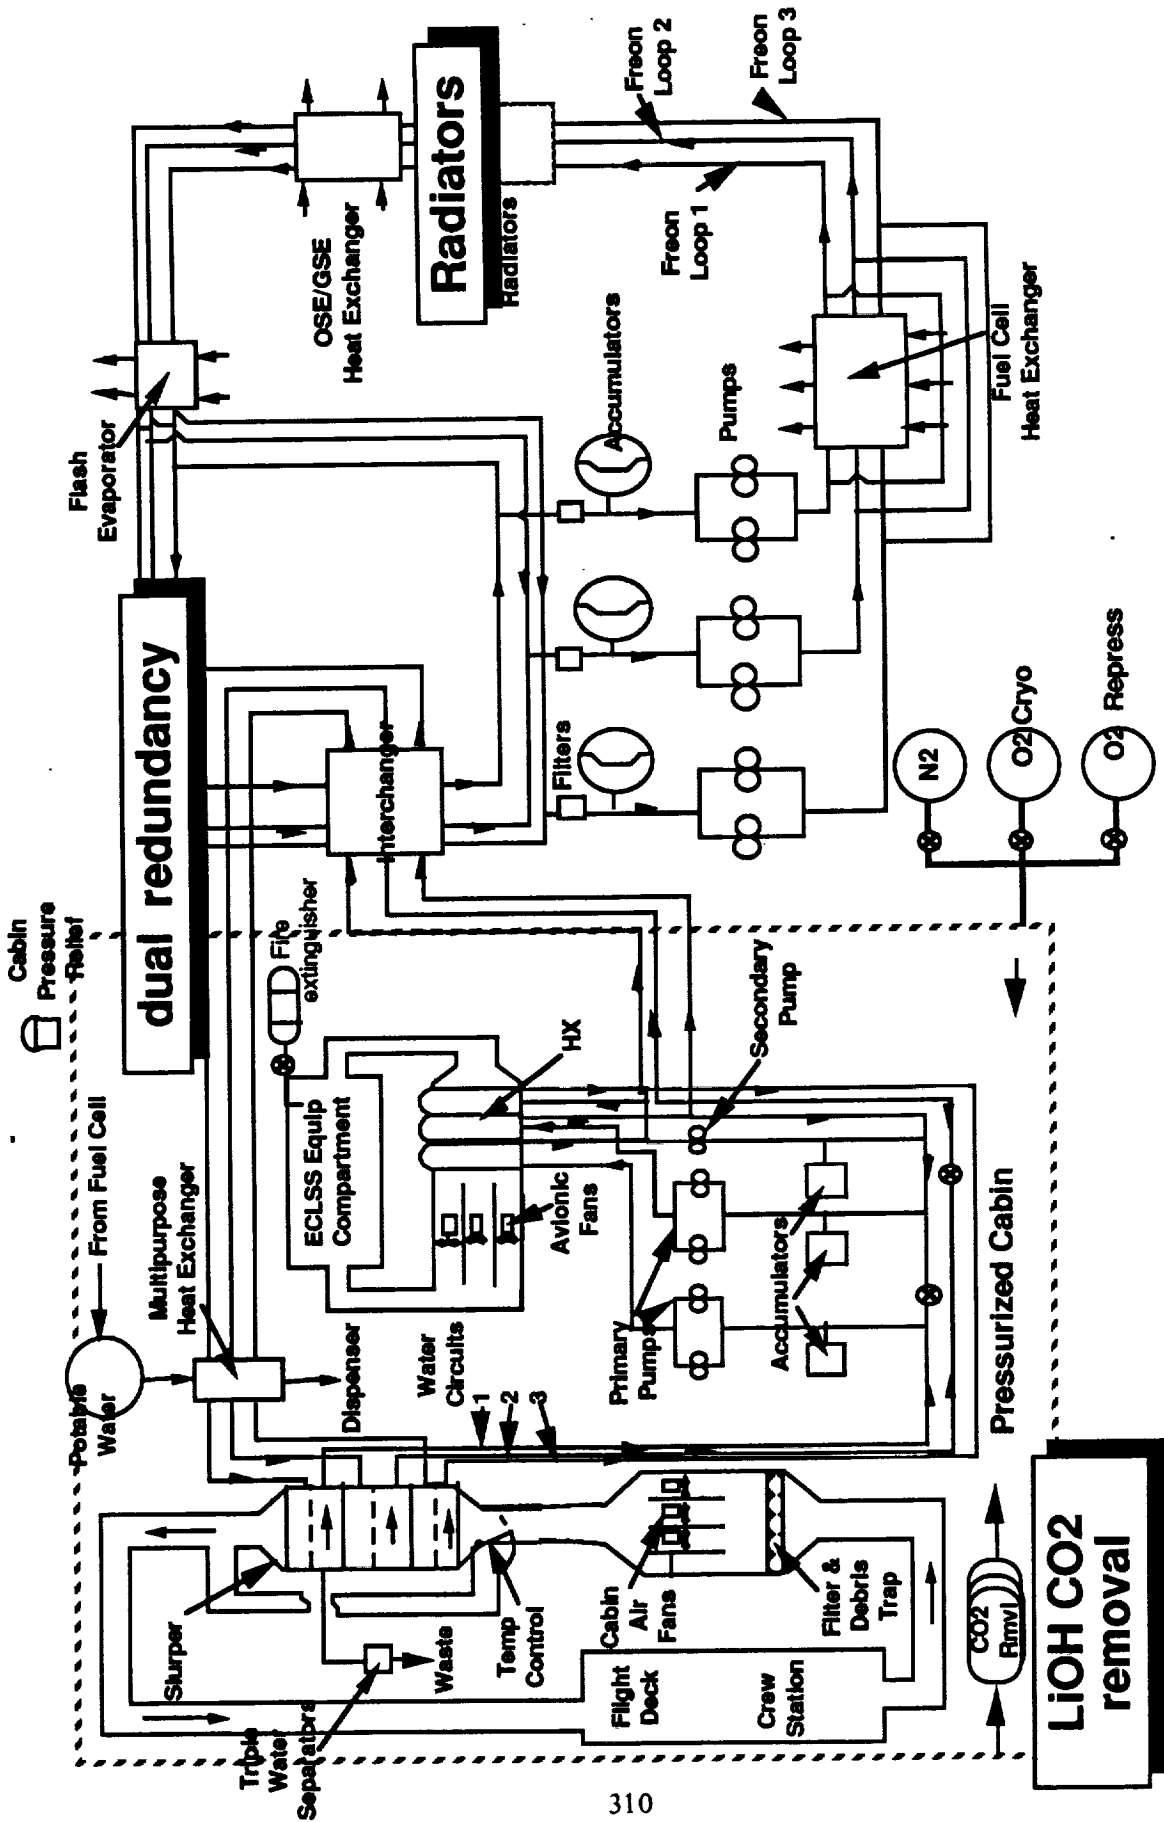 Cabin
Pressure
Relief
dual redundancy
Flash
Evaporator
OSE/GSE
Heat Exchanger
Radiators
Radiators
Freon
Loop 2
Freon
Loop 3
Freon
Loop 1
Accumulators
Pumps
Fuel Cell
Heat Exchanger
Filters
Interchanger
N2
O2 Cryo
O2 Repress
From Fuel Cell
Potable
Water
Multipurpose
Heat Exchanger
Dispenser
Fire
extinguisher
ECLSS Equip
Compartment
HX
Avionic
Fans
Secondary
Pump
Primary
Pumps
Accumulators
Water
Circuits
1
2
3
Pressurized Cabin
Slurper
Triple
Water
Separators
Waste
Temp
Control
Cabin
Air
Fans
Filter &
Debris
Trap
Flight
Deck
Crew
Station
CO2
Rmvl
LiOH CO2
removal
310